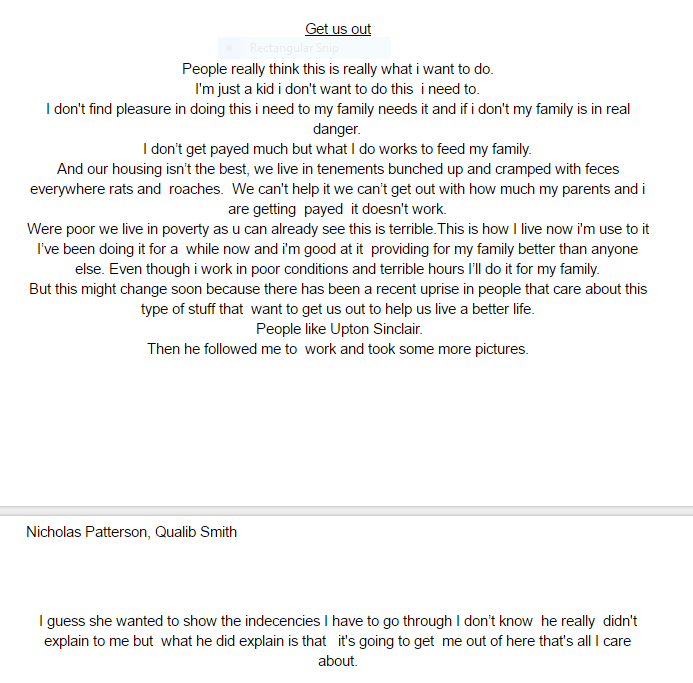 Get us out
Rectangular Snip
People really think this is really what i want to do.
I'm just a kid i don't want to do this  i need to.
I don't find pleasure in doing this i need to my family needs it and if i don't my family is in real
danger.
I don’t get payed much but what I do works to feed my family.
And our housing isn’t the best, we live in tenements bunched up and cramped with feces
everywhere rats and  roaches.  We can't help it we can’t get out with how much my parents and i
are getting  payed  it doesn't work.
Were poor we live in poverty as u can already see this is terrible.This is how I live now i'm use to it
I’ve been doing it for a  while now and i'm good at it  providing for my family better than anyone
else. Even though i work in poor conditions and terrible hours I’ll do it for my family.
But this might change soon because there has been a recent uprise in people that care about this
type of stuff that  want to get us out to help us live a better life.
People like Upton Sinclair.
Then he followed me to  work and took some more pictures.
Nicholas Patterson, Qualib Smith
I guess she wanted to show the indecencies I have to go through I don’t know  he really  didn't
explain to me but  what he did explain is that   it's going to get  me out of here that's all I care
about.